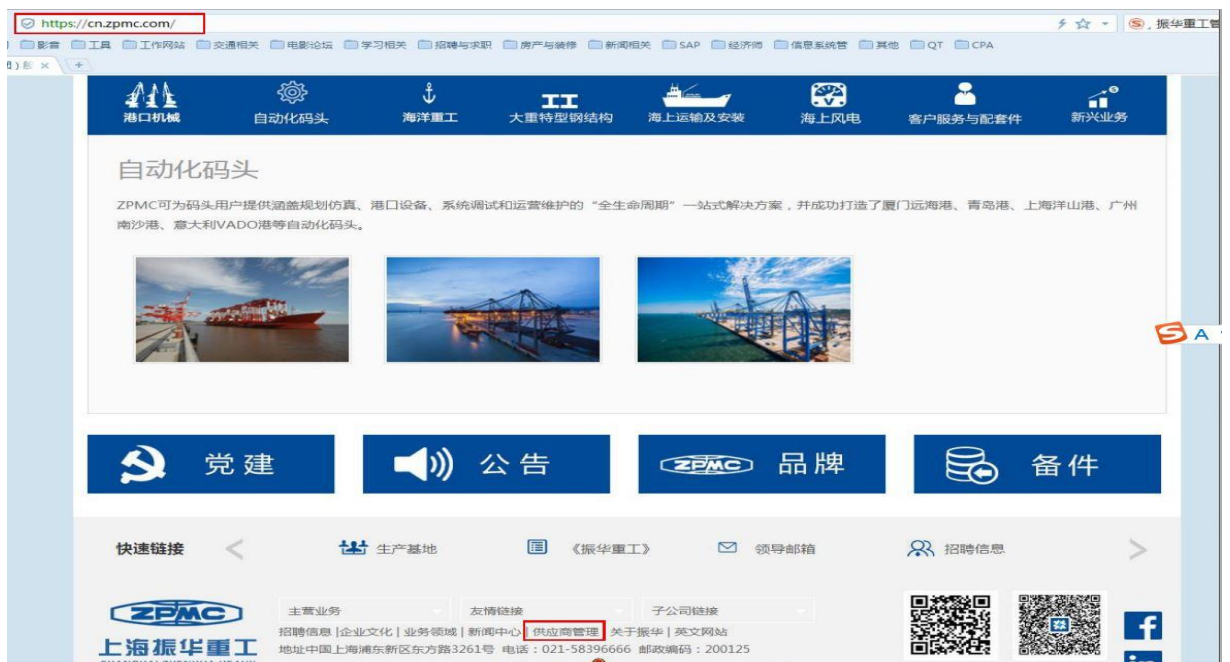 https://cn.zpmc.com/
振华重工管
影音 工具 工作网站 交通相关 电影论坛 学习相关 招聘与求职 房产与装修 新闻相关 SAP 经济师 信息系统管 其他 QT CPA
港口机械 自动化码头 海洋重工 大重特型钢结构 海上运输及安装 海上风电 客户服务与配套件 新兴业务
自动化码头
ZPMC可为码头用户提供涵盖规划仿真、港口设备、系统调试和运营维护的“全生命周期”一站式解决方案，并成功打造了厦门远海港、青岛港、上海洋山港、广州
南沙港、意大利VADO港等自动化码头。
党建 公告 ZPMC 品牌 备件
快速链接 < 生产基地 《振华重工》 领导邮箱 招聘信息 >
ZPMC
主营业务 友情链接 子公司链接
招聘信息 |企业文化 | 业务领域 | 新闻中心 | 供应商管理 关于振华 | 英文网站
上海振华重工
地址中国上海浦东新区东方路3261号 电话：021-58396666 邮政编码：200125